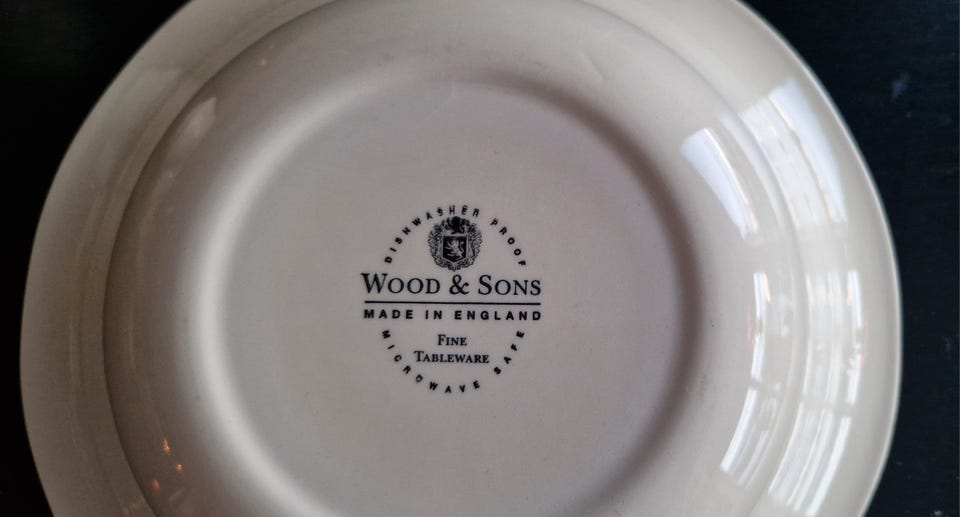 DISHWASHER PROOF
WOOD & SONS
MADE IN ENGLAND
FINE
TABLEWARE
MICROWAVE SAFE